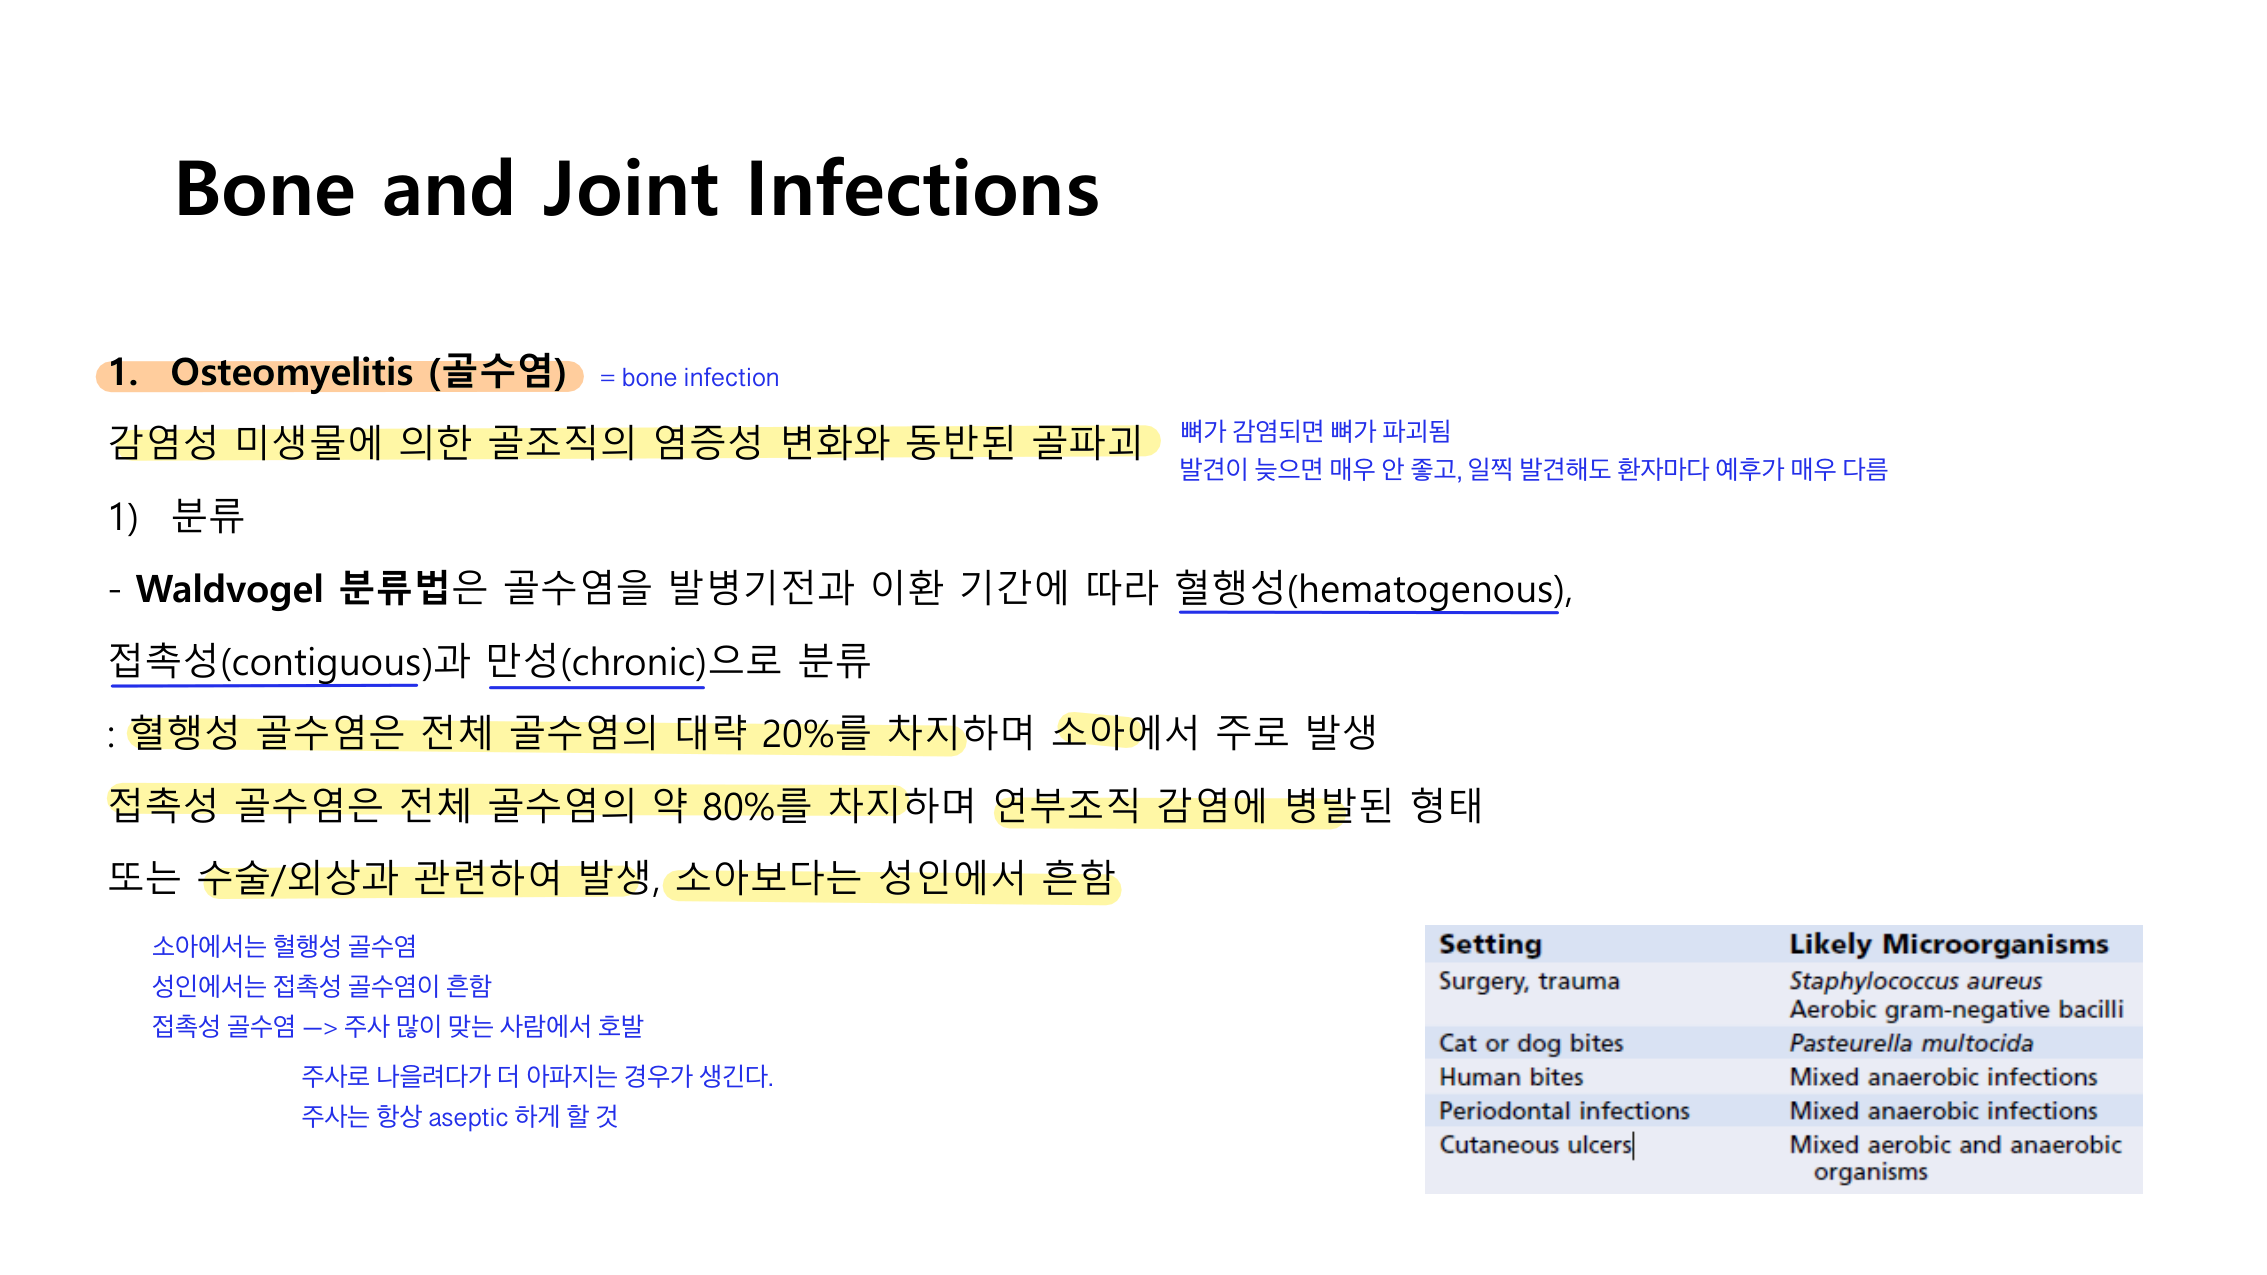 Bone and Joint Infections
1. Osteomyelitis (골수염) = bone infection
감염성 미생물에 의한 골조직의 염증성 변화와 동반된 골파괴
뼈가 감염되면 뼈가 파괴됨
발견이 늦으면 매우 안 좋고, 일찍 발견해도 환자마다 예후가 매우 다름
1) 분류
- Waldvogel 분류법은 골수염을 발병기전과 이환 기간에 따라 혈행성(hematogenous),
접촉성(contiguous)과 만성(chronic)으로 분류
: 혈행성 골수염은 전체 골수염의 대략 20%를 차지하며 소아에서 주로 발생
접촉성 골수염은 전체 골수염의 약 80%를 차지하며 연부조직 감염에 병발된 형태
또는 수술/외상과 관련하여 발생, 소아보다는 성인에서 흔함
소아에서는 혈행성 골수염
성인에서는 접촉성 골수염이 흔함
접촉성 골수염 —> 주사 많이 맞는 사람에서 호발
주사로 나을려다가 더 아파지는 경우가 생긴다.
주사는 항상 aseptic 하게 할 것
Setting Likely Microorganisms
Surgery, trauma Staphylococcus aureus
Aerobic gram-negative bacilli
Cat or dog bites Pasteurella multocida
Human bites Mixed anaerobic infections
Periodontal infections Mixed anaerobic infections
Cutaneous ulcers Mixed aerobic and anaerobic
organisms